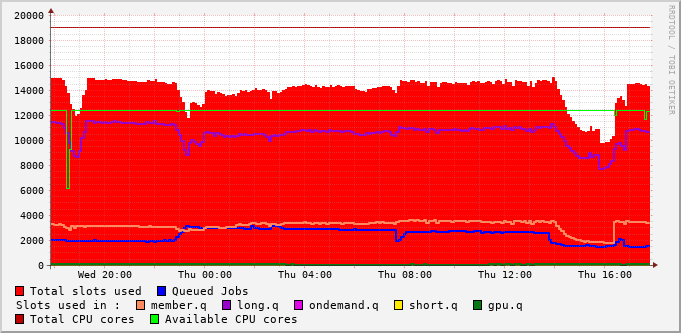 20000
18000
16000
14000
12000
10000
8000
6000
4000
2000
0
Wed 20:00 Thu 00:00 Thu 04:00 Thu 08:00 Thu 12:00 Thu 16:00
Total slots used Queued Jobs
Slots used in : member.q long.q ondemand.q short.q gpu.q
Total CPU cores Available CPU cores
RRDTOOL / TOBI OETIKER